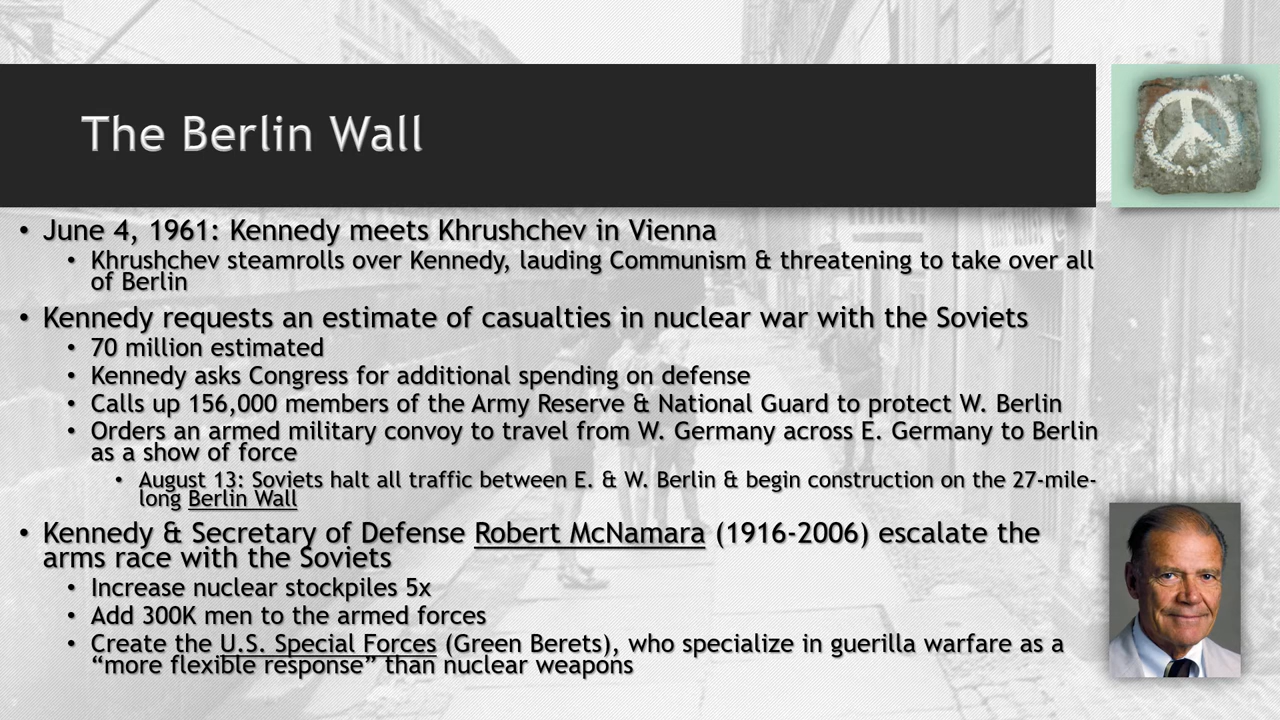 The Berlin Wall
• June 4, 1961: Kennedy meets Khrushchev in Vienna
• Khrushchev steamrolls over Kennedy, lauding Communism & threatening to take over all
of Berlin
• Kennedy requests an estimate of casualties in nuclear war with the Soviets
• 70 million estimated
• Kennedy asks Congress for additional spending on defense
• Calls up 156,000 members of the Army Reserve & National Guard to protect W. Berlin
• Orders an armed military convoy to travel from W. Germany across E. Germany to Berlin
as a show of force
• August 13: Soviets halt all traffic between E. & W. Berlin & begin construction on the 27-mile-
long Berlin Wall
• Kennedy & Secretary of Defense Robert McNamara (1916-2006) escalate the
arms race with the Soviets
• Increase nuclear stockpiles 5x
• Add 300K men to the armed forces
• Create the U.S. Special Forces (Green Berets), who specialize in guerilla warfare as a
“more flexible response” than nuclear weapons